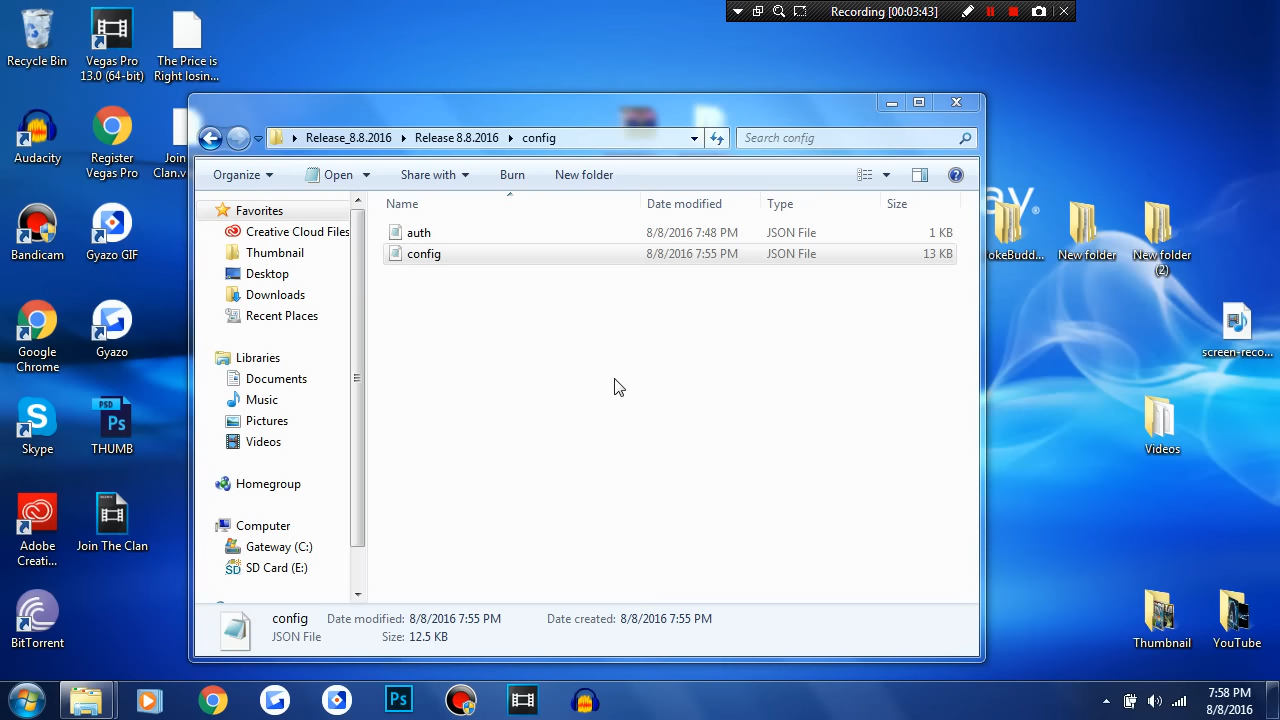 Recording [00:03:43]
Recycle Bin
Vegas Pro
13.0 (64-bit)
The Price is
Right losin...
Audacity
Register
Vegas Pro
Join
Clan.v
Bandicam
Gyazo GIF
Google
Chrome
Gyazo
Skype
PSD
Ps
THUMB
Adobe
Creati...
Join The Clan
BitTorrent
Release_8.8.2016
Release 8.8.2016
config
Search config
Organize
Open
Share with
Burn
New folder
Favorites
Creative Cloud Files
Thumbnail
Desktop
Downloads
Recent Places
Libraries
Documents
Music
Pictures
Videos
Homegroup
Computer
Gateway (C:)
SD Card (E:)
Name
Date modified
Type
Size
auth
8/8/2016 7:48 PM
JSON File
1 KB
config
8/8/2016 7:55 PM
JSON File
13 KB
config
Date modified: 8/8/2016 7:55 PM
Date created: 8/8/2016 7:55 PM
JSON File
Size: 12.5 KB
ay®
okeBudd...
New folder
New folder
(2)
screen-reco...
Videos
Thumbnail
YouTube
Ps
7:58 PM
8/8/2016